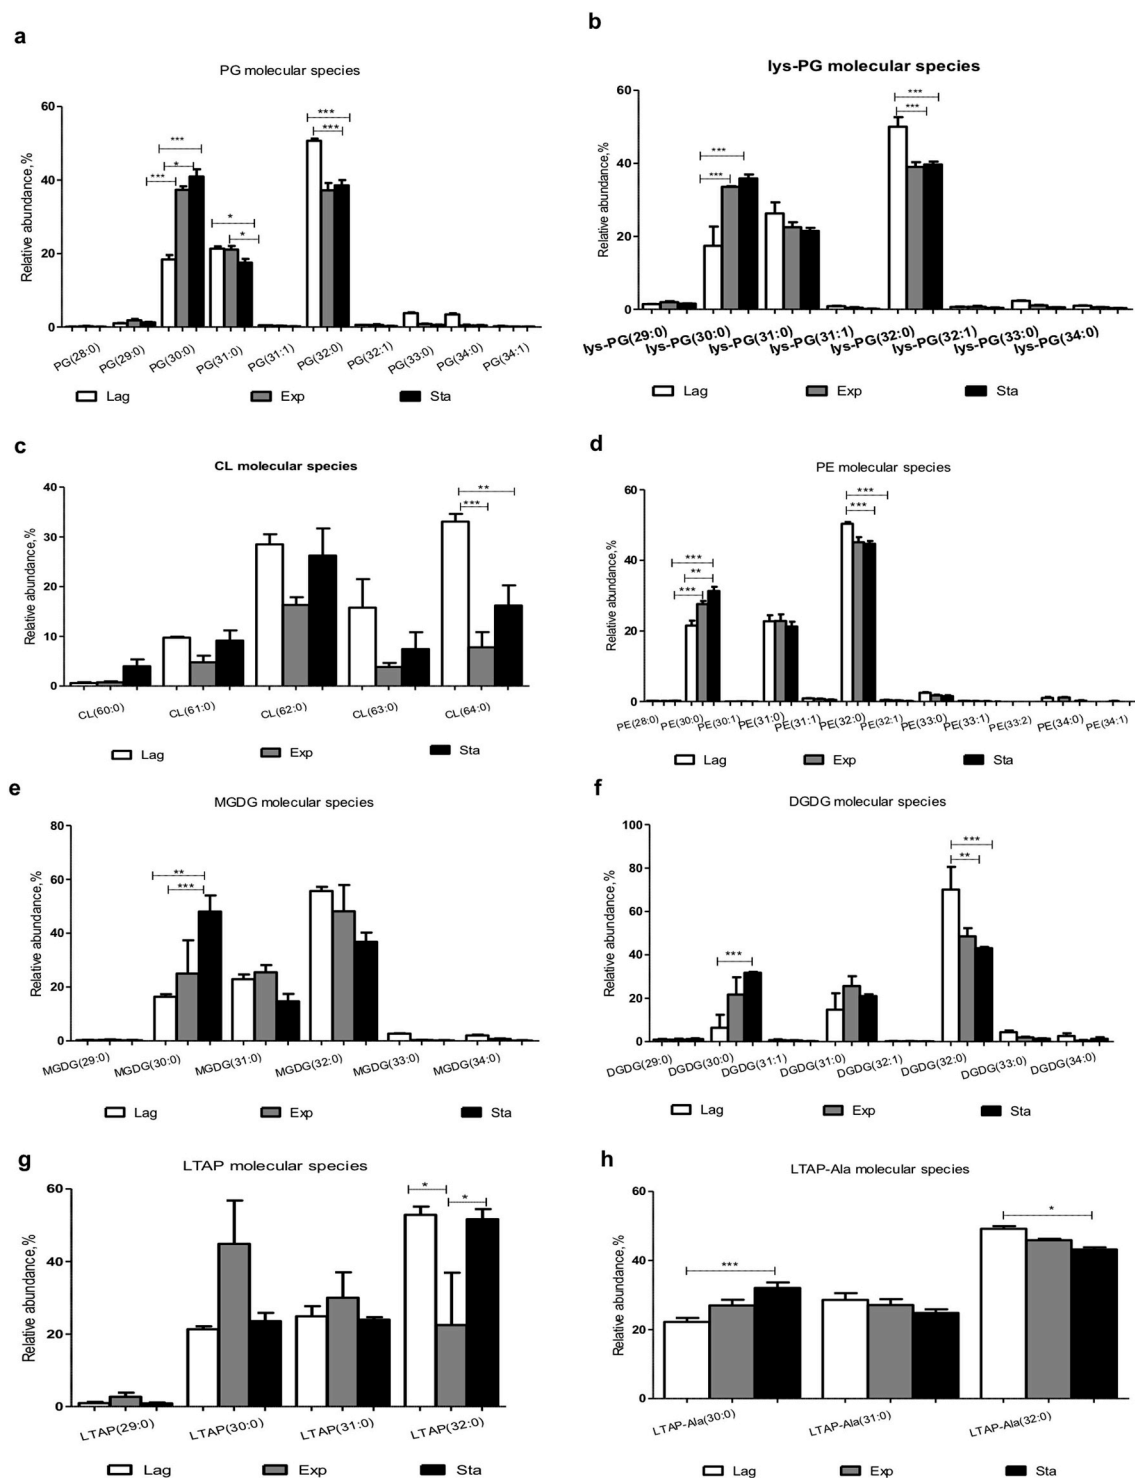 a
PG molecular species
Relative abundance,%
60
40
20
0
***
*
***
*
*
***
***
PG(28:0) PG(29:0) PG(30:0) PG(31:0) PG(31:1) PG(32:0) PG(32:1) PG(33:0) PG(34:0) PG(34:1)
Lag Exp Sta
b
lys-PG molecular species
Relative abundance,%
60
40
20
0
***
***
***
***
lys-PG(29:0) lys-PG(30:0) lys-PG(31:0) lys-PG(31:1) lys-PG(32:0) lys-PG(32:1) lys-PG(33:0) lys-PG(34:0)
Lag Exp Sta
c
CL molecular species
Relative abundance,%
40
30
20
10
0
**
***
CL(60:0) CL(61:0) CL(62:0) CL(63:0) CL(64:0)
Lag Exp Sta
d
PE molecular species
Relative abundance,%
60
40
20
0
***
**
***
***
***
PE(28:0) PE(30:0) PE(30:1) PE(31:0) PE(31:1) PE(32:0) PE(32:1) PE(33:0) PE(33:1) PE(33:2) PE(34:0) PE(34:1)
Lag Exp Sta
e
MGDG molecular species
Relative abundance,%
80
60
40
20
0
**
***
MGDG(29:0) MGDG(30:0) MGDG(31:0) MGDG(32:0) MGDG(33:0) MGDG(34:0)
Lag Exp Sta
f
DGDG molecular species
Relative abundance,%
100
80
60
40
20
0
***
***
**
DGDG(29:0) DGDG(30:0) DGDG(31:1) DGDG(31:0) DGDG(32:1) DGDG(32:0) DGDG(33:0) DGDG(34:0)
Lag Exp Sta
g
LTAP molecular species
Relative abundance,%
60
40
20
0
*
*
LTAP(29:0) LTAP(30:0) LTAP(31:0) LTAP(32:0)
Lag Exp Sta
h
LTAP-Ala molecular species
Relative abundance,%
60
40
20
0
***
*
LTAP-Ala(30:0) LTAP-Ala(31:0) LTAP-Ala(32:0)
Lag Exp Sta